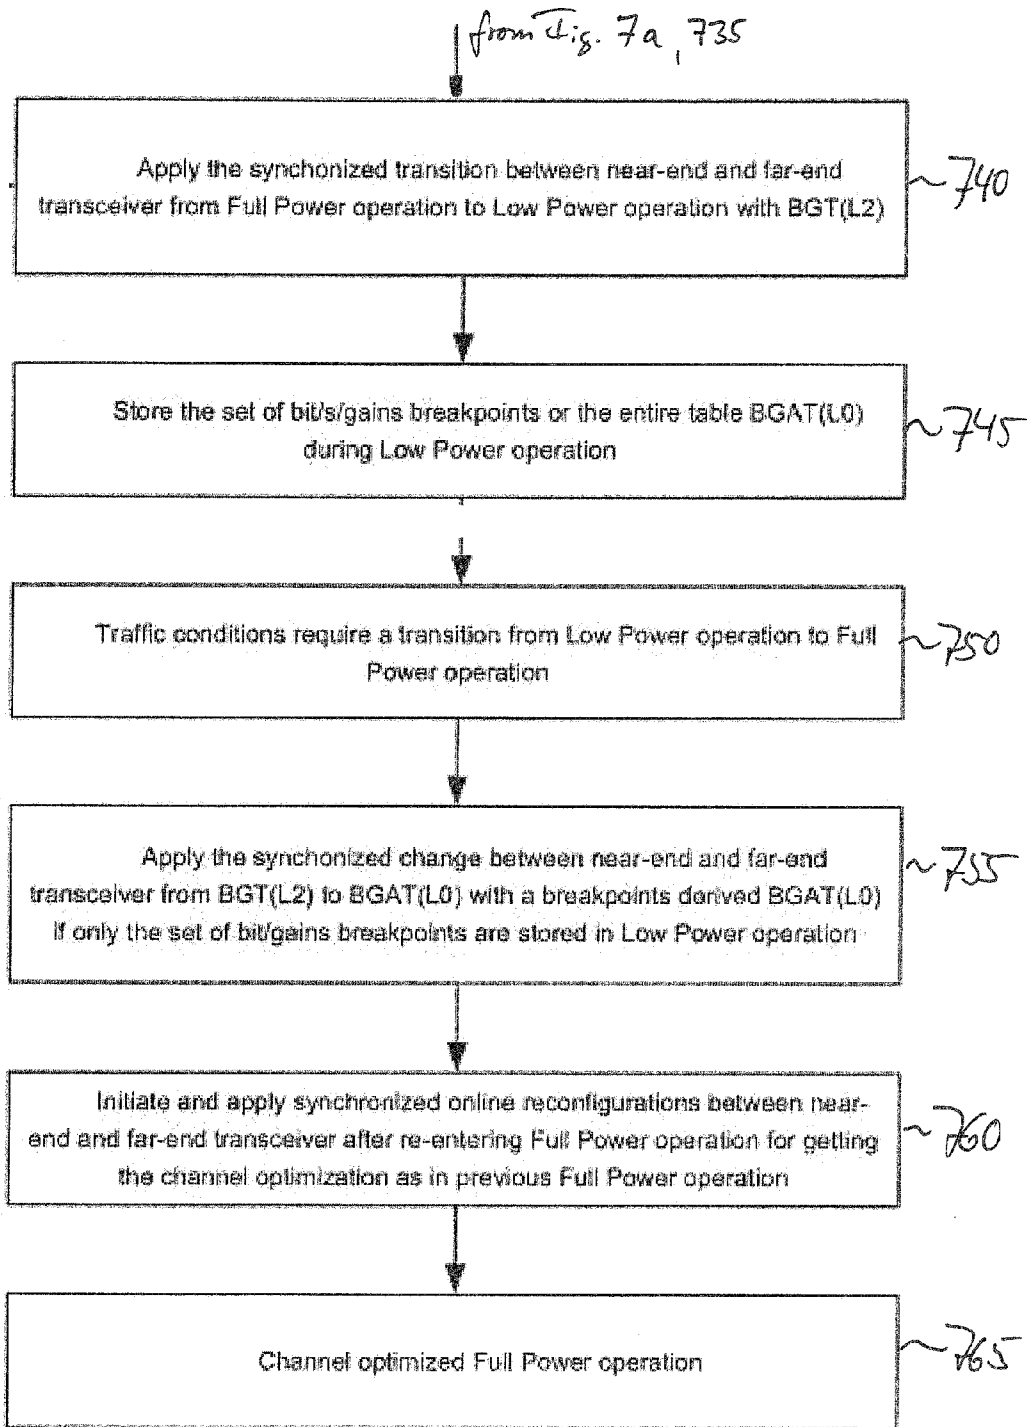 from Fig. 7a, 735
Apply the synchonized transition between near-end and far-end
transceiver from Full Power operation to Low Power operation with BGT(L2)
~740
Store the set of bit/s/gains breakpoints or the entire table BGAT(L0)
during Low Power operation
~745
Traffic conditions require a transition from Low Power operation to Full
Power operation
~750
Apply the synchonized change between near-end and far-end
transceiver from BGT(L2) to BGAT(L0) with a breakpoints derived BGAT(L0)
if only the set of bit/gains breakpoints are stored in Low Power operation
~755
Initiate and apply synchronized online reconfigurations between near-
end and far-end transceiver after re-entering Full Power operation for getting
the channel optimization as in previous Full Power operation
~760
Channel optimized Full Power operation
~765